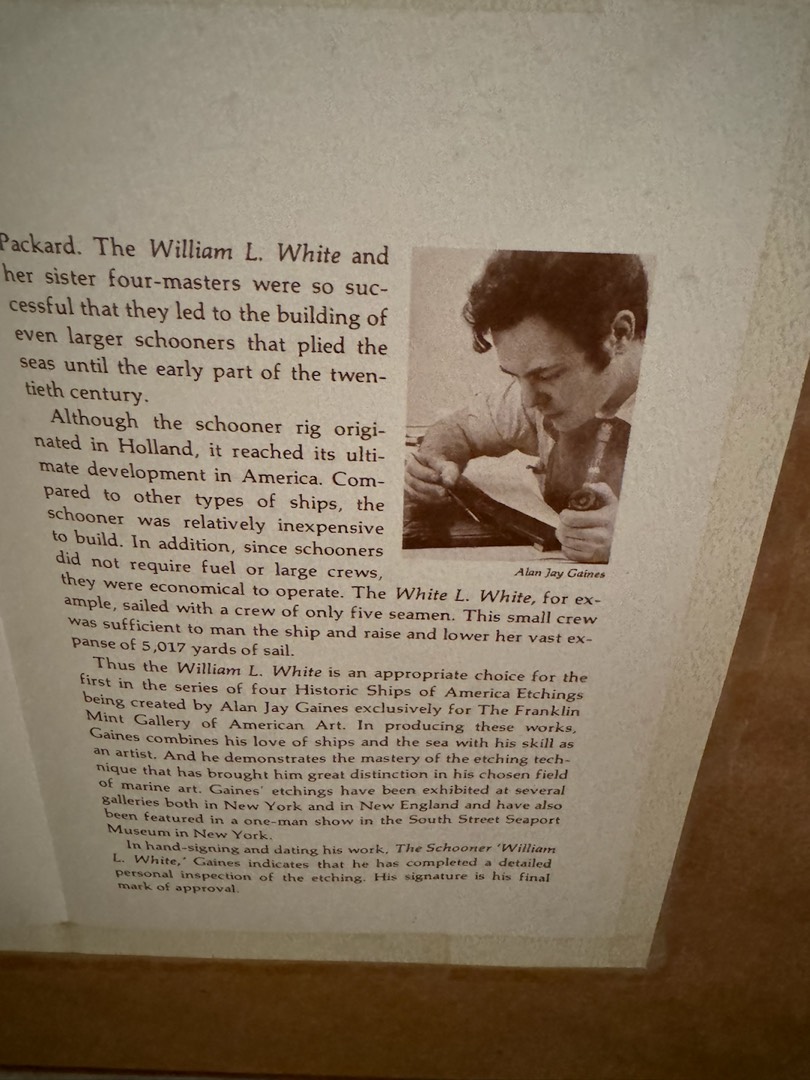 Packard. The William L. White and
her sister four-masters were so suc-
cessful that they led to the building of
even larger schooners that plied the
seas until the early part of the twen-
tieth century.
Although the schooner rig origi-
nated in Holland, it reached its ulti-
mate development in America. Com-
pared to other types of ships, the
schooner was relatively inexpensive
to build. In addition, since schooners
did not require fuel or large crews,
they were economical to operate. The White L. White, for ex-
ample, sailed with a crew of only five seamen. This small crew
was sufficient to man the ship and raise and lower her vast ex-
panse of 5,017 yards of sail.
Thus the William L. White is an appropriate choice for the
first in the series of four Historic Ships of America Etchings
being created by Alan Jay Gaines exclusively for The Franklin
Mint Gallery of American Art. In producing these works,
Gaines combines his love of ships and the sea with his skill as
an artist. And he demonstrates the mastery of the etching tech-
nique that has brought him great distinction in his chosen field
of marine art. Gaines' etchings have been exhibited at several
galleries both in New York and in New England and have also
been featured in a one-man show in the South Street Seaport
Museum in New York.
In hand-signing and dating his work, The Schooner 'William
L. White,' Gaines indicates that he has completed a detailed
personal inspection of the etching. His signature is his final
mark of approval.
Alan Jay Gaines